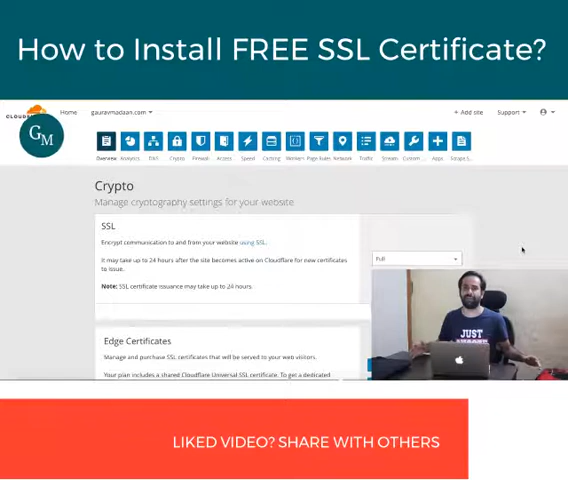 How to Install FREE SSL Certificate?
CLOUDF
Home
gauravmadaan.com
+ Add site
Support
GM
Overview
Analytics
DNS
Crypto
Firewall
Access
Speed
Caching
Workers
Page Rules
Network
Traffic
Stream
Custom ...
Apps
Scrape S...
Crypto
Manage cryptography settings for your website
SSL
Encrypt communication to and from your website using SSL.
It may take up to 24 hours after the site becomes active on Cloudflare for new certificates
to issue.
Note: SSL certificate issuance may take up to 24 hours.
Full
Edge Certificates
Manage and purchase SSL certificates that will be served to your web visitors.
Your plan includes a shared Cloudflare Universal SSL certificate. To get a dedicated
JUST
LIKED VIDEO? SHARE WITH OTHERS